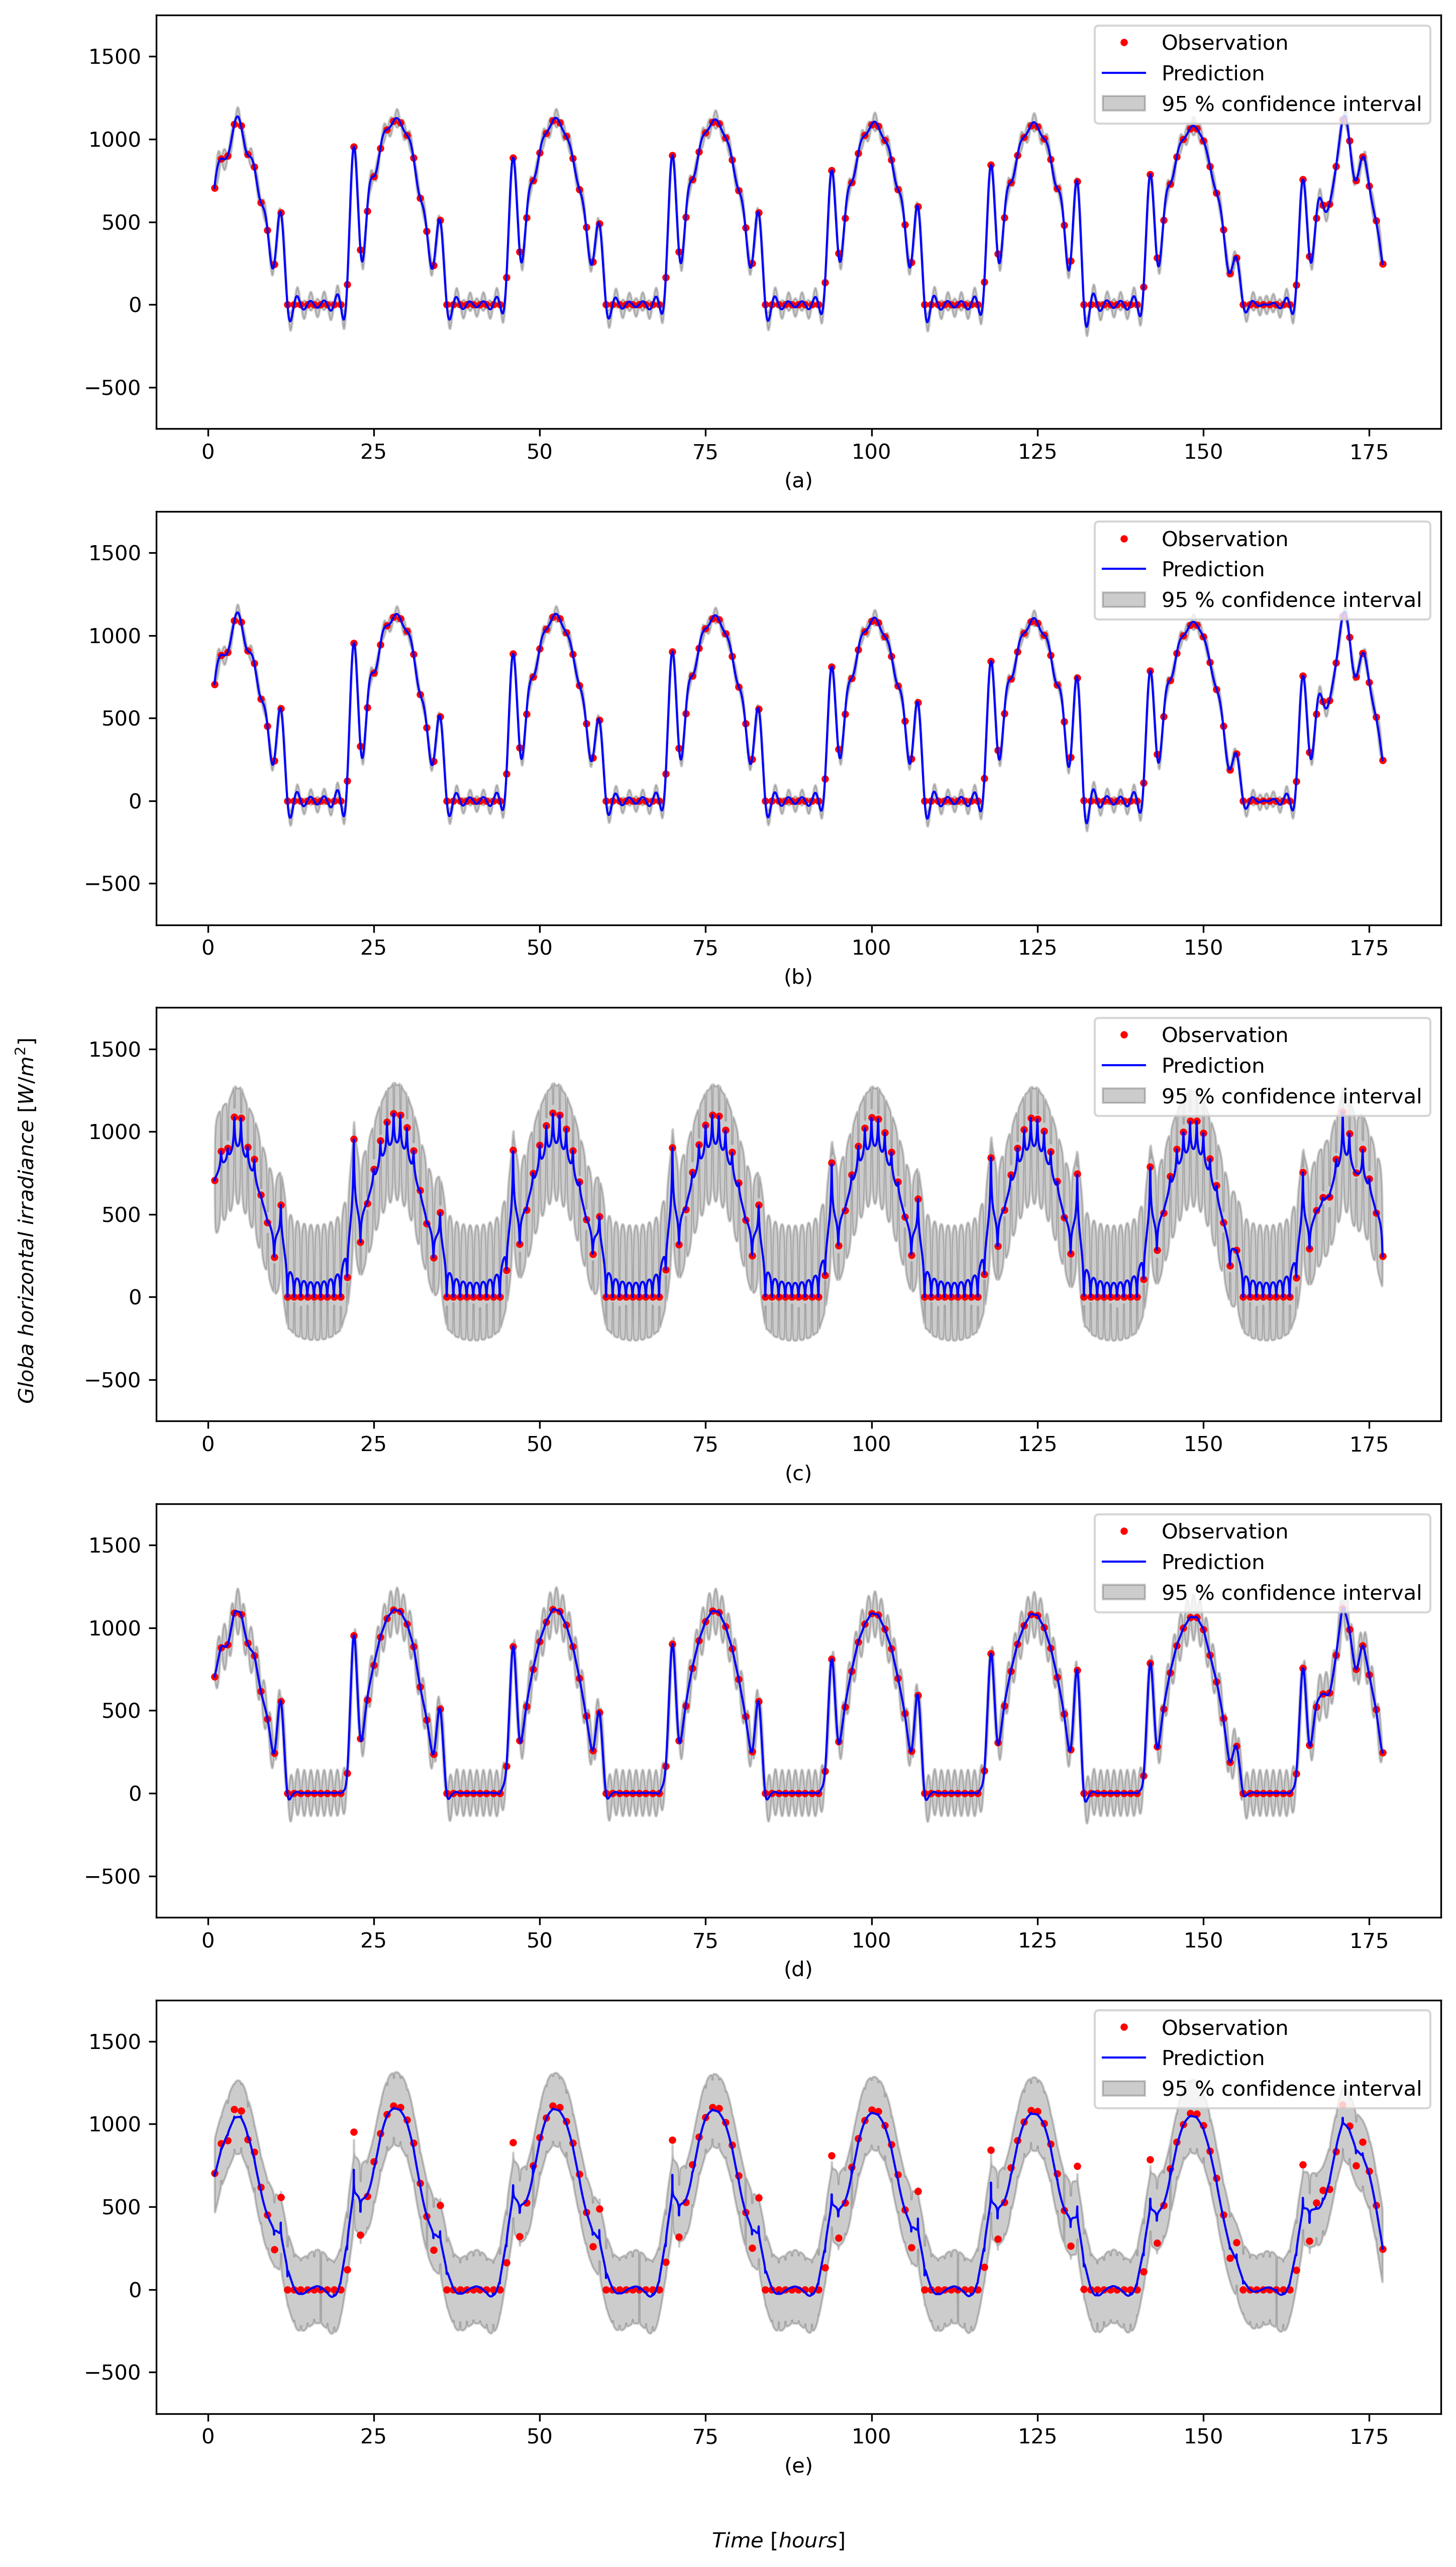 1500
1000
500
0
−500
Observation
Prediction
95 % confidence interval
0 25 50 75 100 125 150 175
(a)
1500
1000
500
0
−500
Observation
Prediction
95 % confidence interval
0 25 50 75 100 125 150 175
(b)
Globa horizontal irradiance [W/m²]
1500
1000
500
0
−500
Observation
Prediction
95 % confidence interval
0 25 50 75 100 125 150 175
(c)
1500
1000
500
0
−500
Observation
Prediction
95 % confidence interval
0 25 50 75 100 125 150 175
(d)
1500
1000
500
0
−500
Observation
Prediction
95 % confidence interval
0 25 50 75 100 125 150 175
(e)
Time [hours]